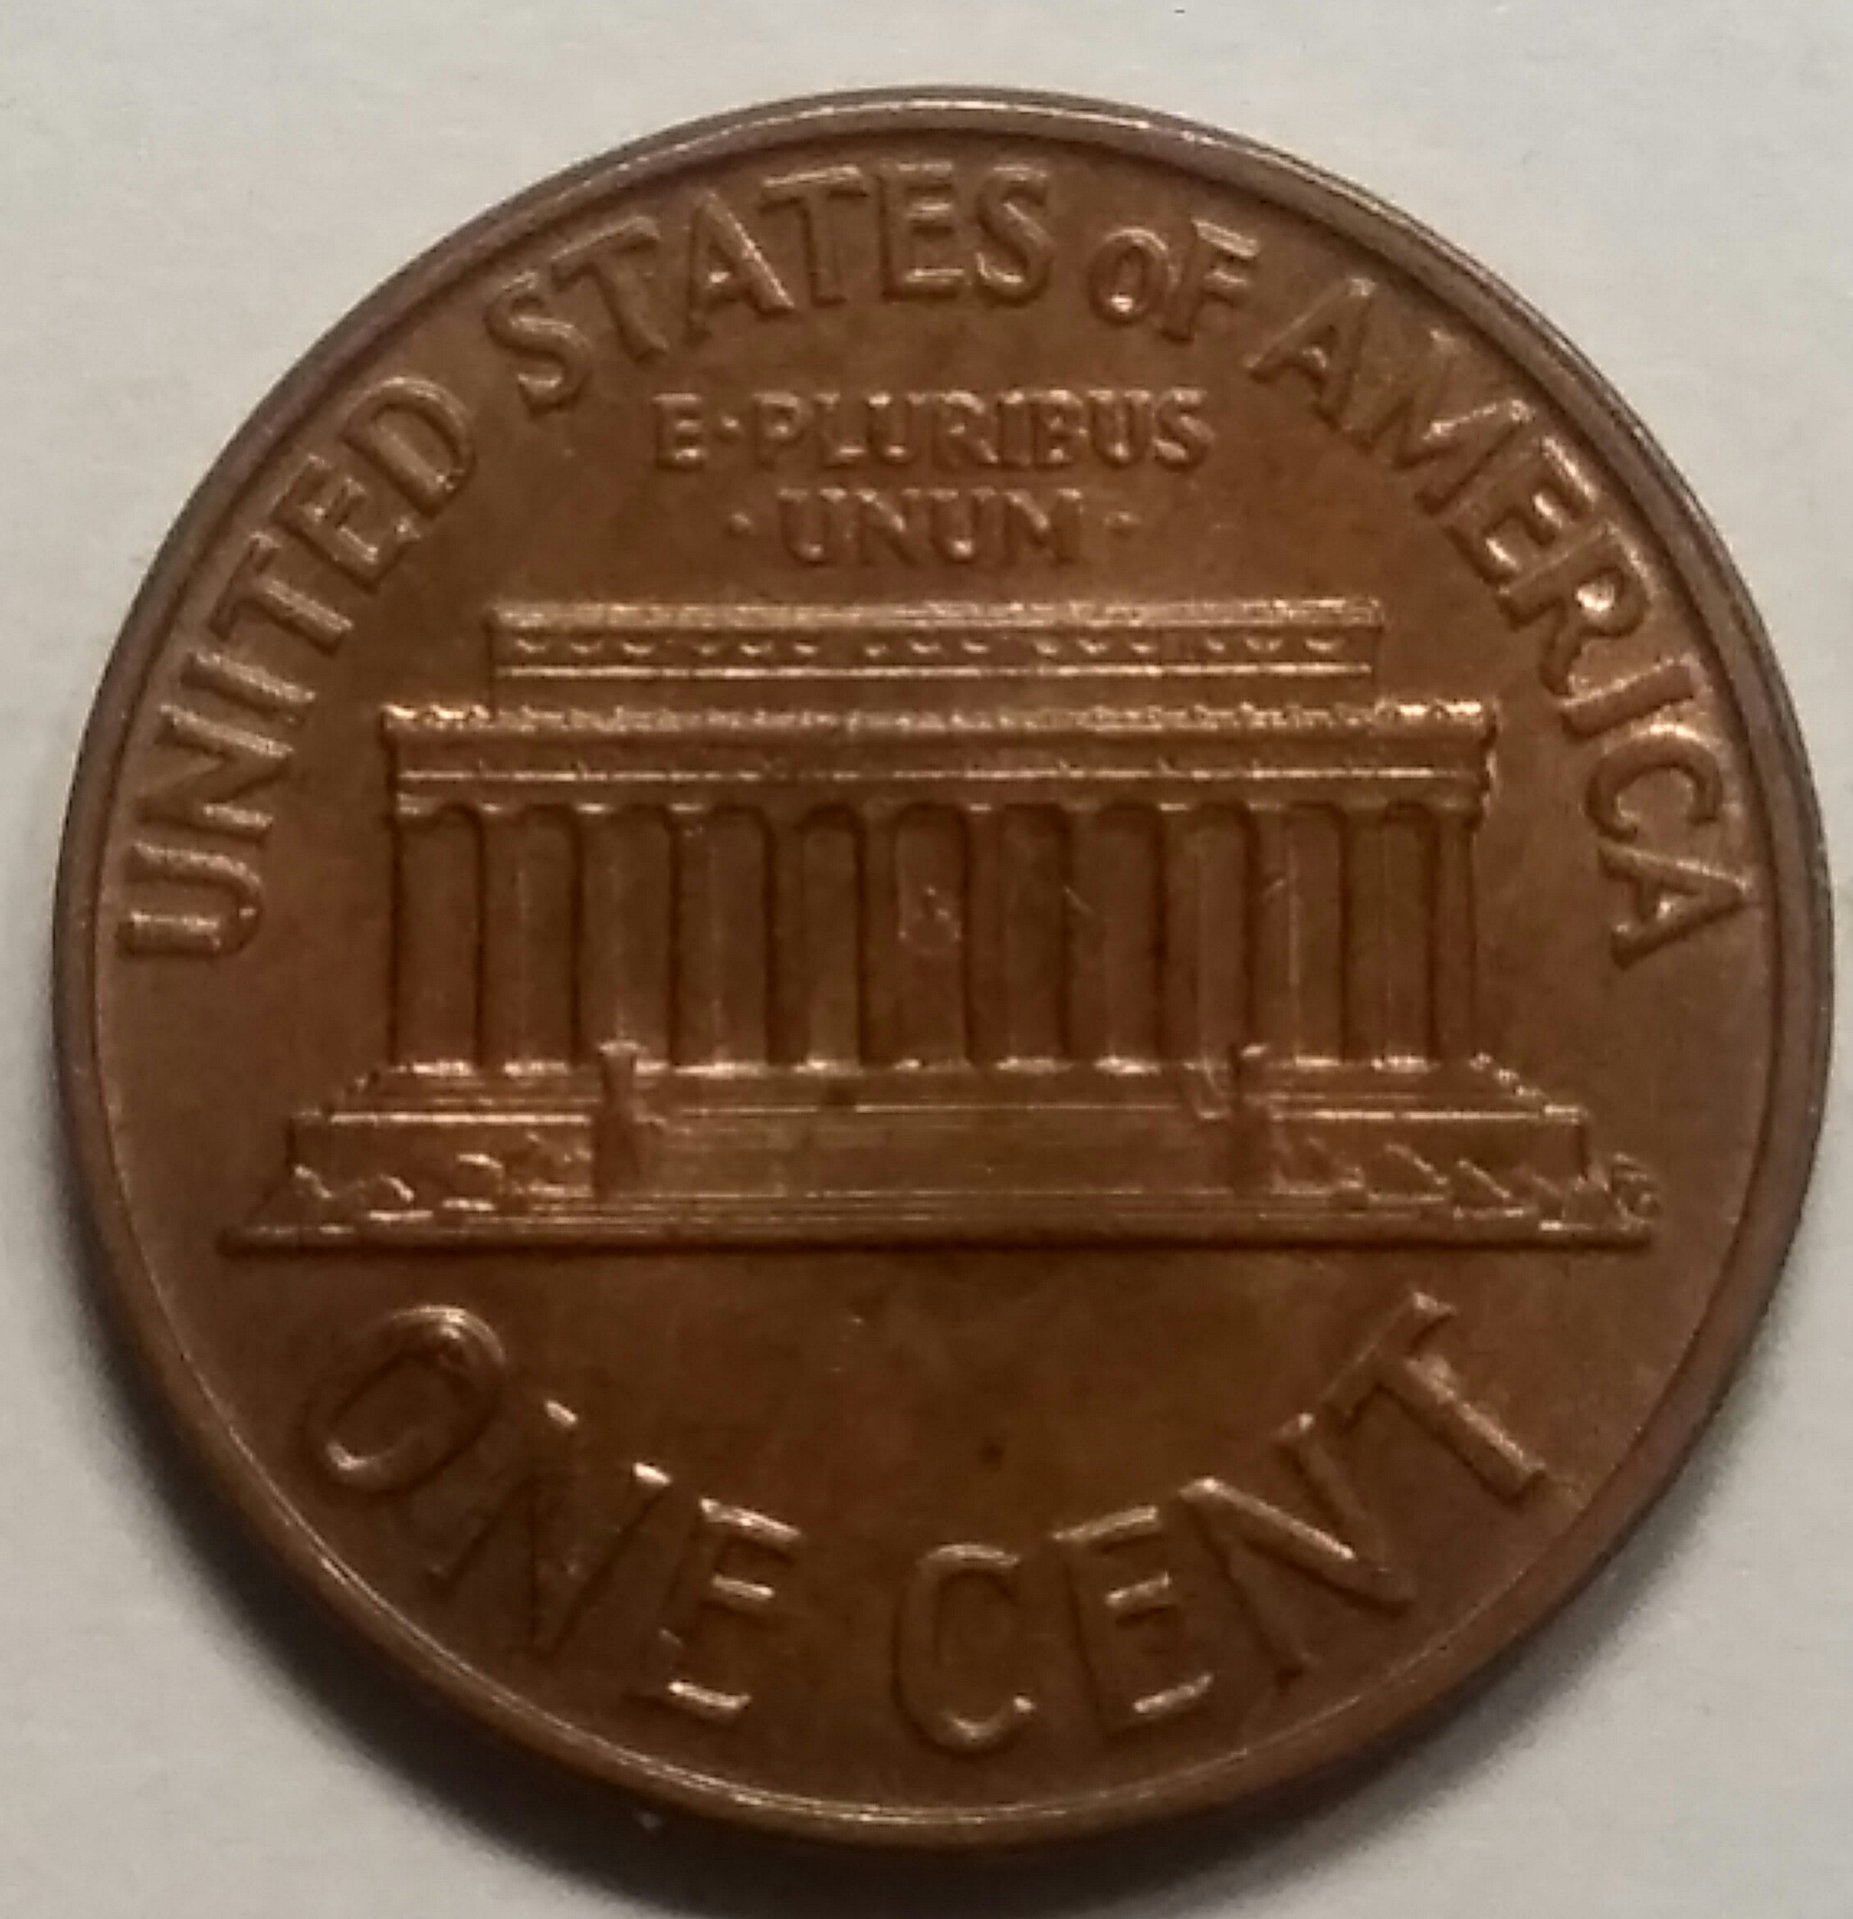 UNITED STATES OF AMERICA
E·PLURIBUS
·UNUM·
ONE CENT